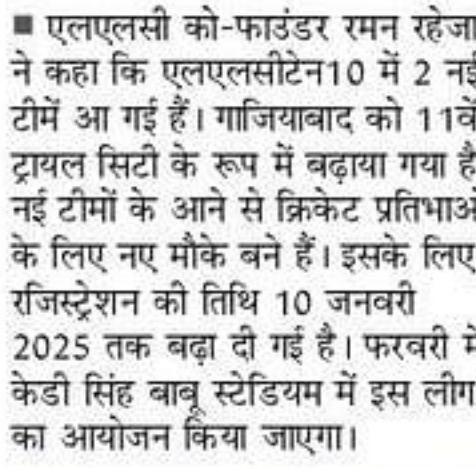 ■ एलएलसी को-फाउंडर रमन रहेजा
ने कहा कि एलएलसीटेन10 में 2 नई
टीमें आ गई हैं। गाजियाबाद को 11वें
ट्रायल सिटी के रूप में बढ़ाया गया है
नई टीमों के आने से क्रिकेट प्रतिभाओं
के लिए नए मौके बने हैं। इसके लिए
रजिस्ट्रेशन की तिथि 10 जनवरी
2025 तक बढ़ा दी गई है। फरवरी में
केडी सिंह बाबू स्टेडियम में इस लीग
का आयोजन किया जाएगा।